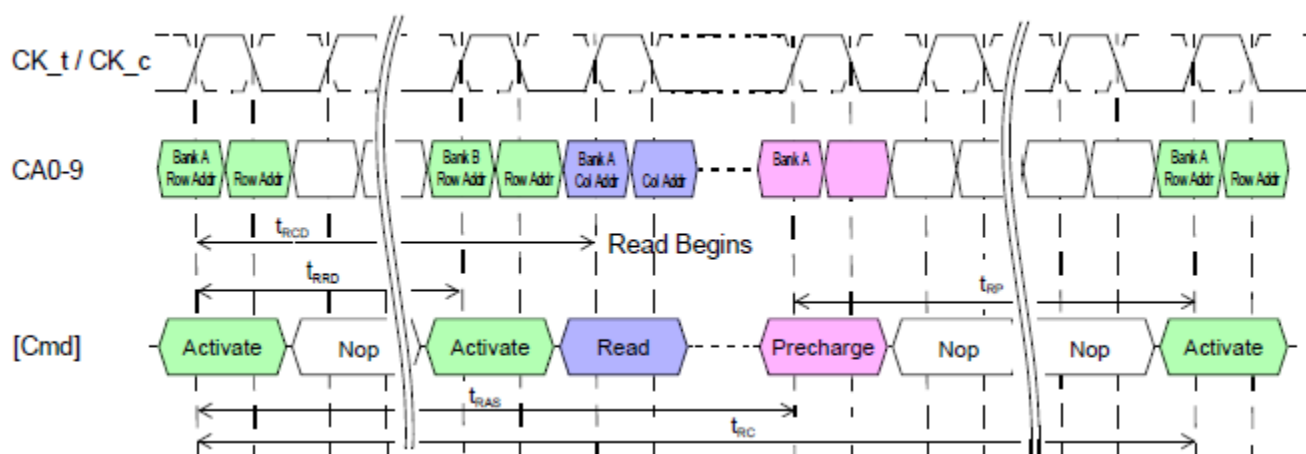 CK_t / CK_c
CA0-9
Bank A
Row Addr
Row Addr
Bank B
Row Addr
Row Addr
Bank A
Col Addr
Col Addr
Bank A
Bank A
Row Addr
Row Addr
tRCD
Read Begins
tRRD
tRP
[Cmd]
Activate
Nop
Activate
Read
Precharge
Nop
Nop
Activate
tRAS
tRC